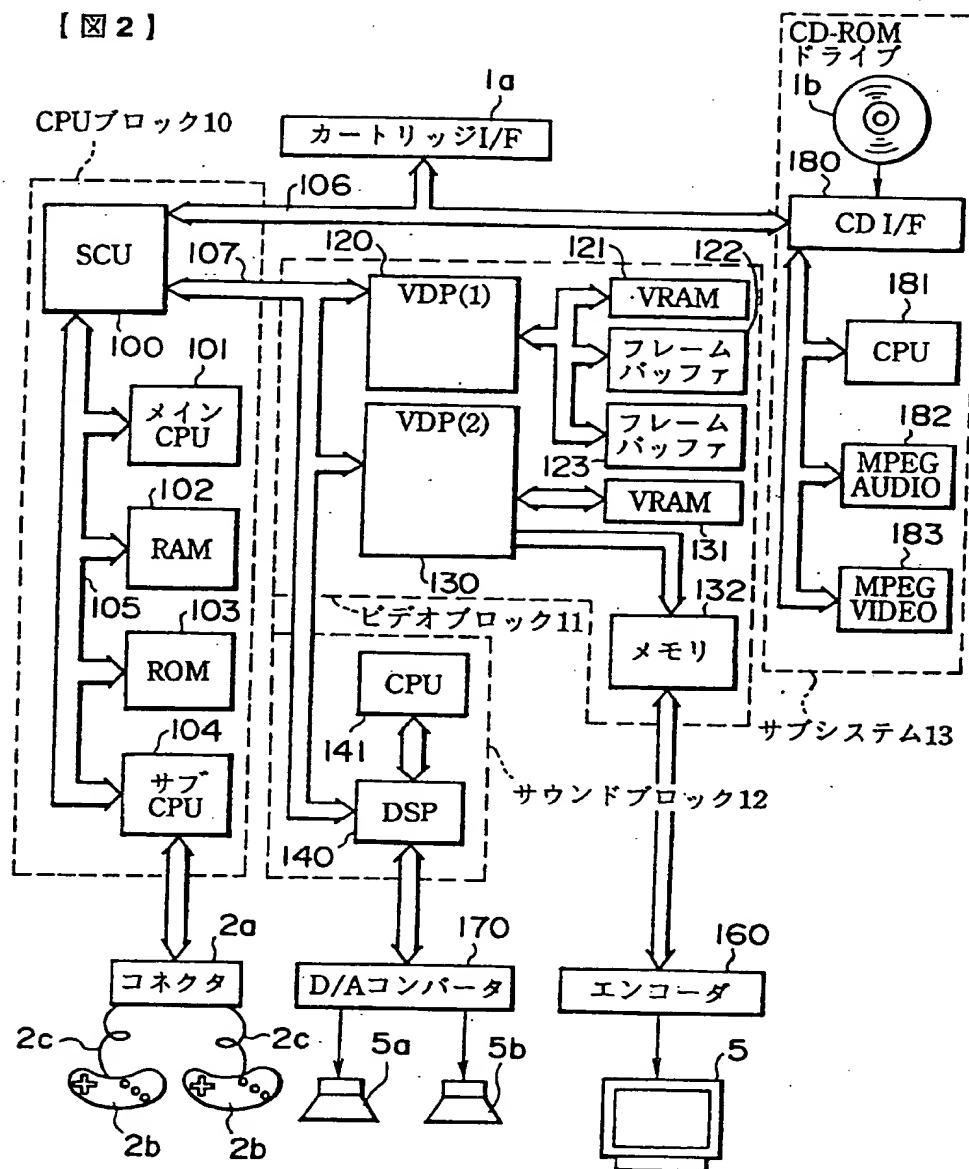 【図2】
CD-ROM
ドライブ
1b
1a
CPUブロック10
カートリッジI/F
180
106
CD I/F
SCU
107
120
121
122
VDP(1)
VRAM
100
181
101
フレーム
バッファ
CPU
メイン
CPU
VDP(2)
フレーム
バッファ
182
123
MPEG
AUDIO
102
VRAM
RAM
131
183
130
132
MPEG
VIDEO
105
103
ビデオブロック11
メモリ
ROM
CPU
サブシステム13
104
141
サブ
CPU
サウンドブロック12
DSP
140
2a
170
160
コネクタ
D/Aコンバータ
エンコーダ
2c
2c
5a
5b
5
2b
2b